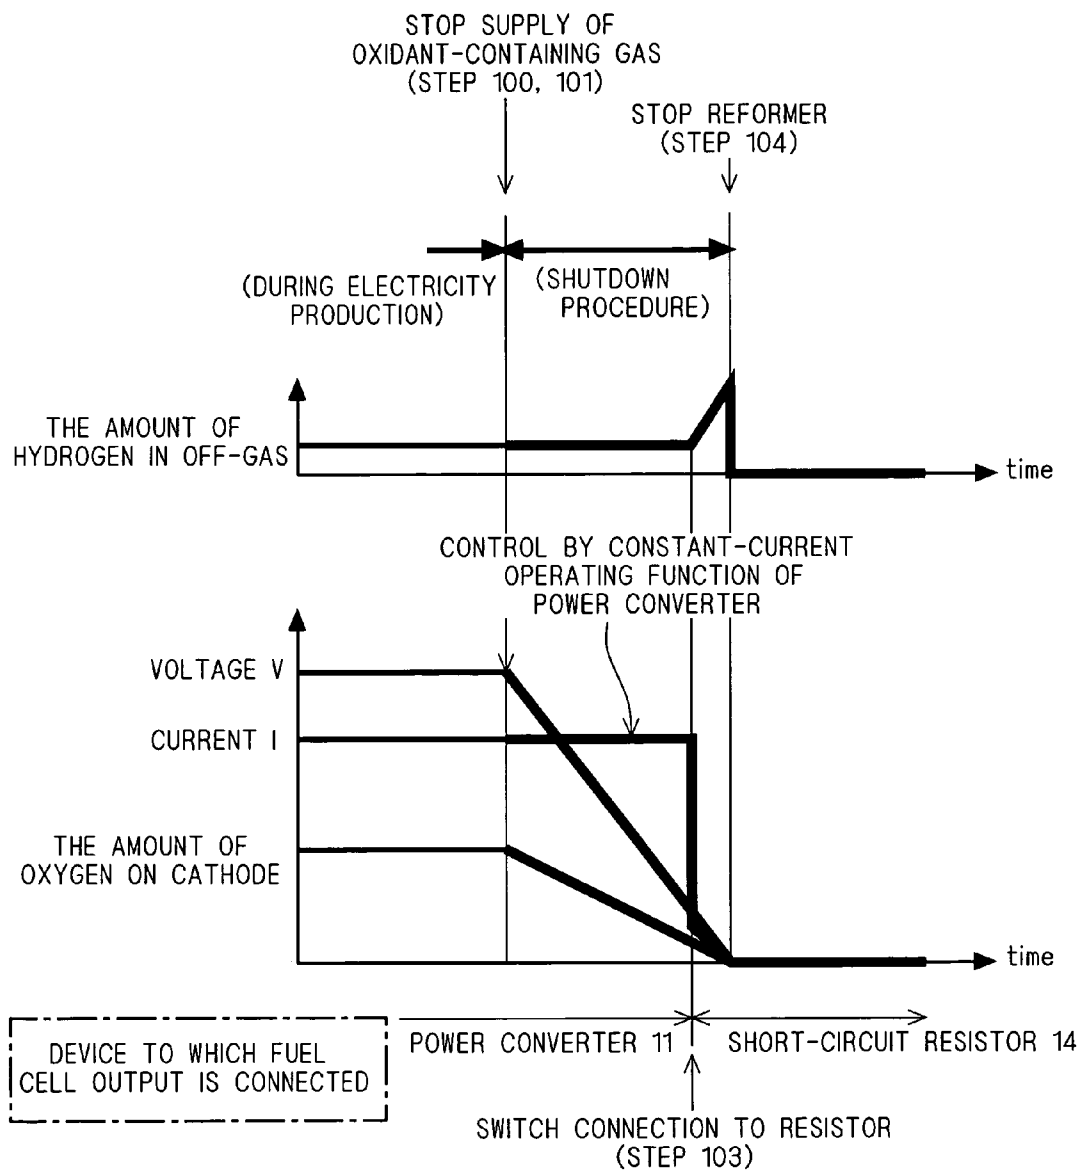 STOP SUPPLY OF
OXIDANT-CONTAINING GAS
(STEP 100, 101)
STOP REFORMER
(STEP 104)
(DURING ELECTRICITY
PRODUCTION)
(SHUTDOWN
PROCEDURE)
THE AMOUNT OF
HYDROGEN IN OFF-GAS
time
CONTROL BY CONSTANT-CURRENT
OPERATING FUNCTION OF
POWER CONVERTER
VOLTAGE V
CURRENT I
THE AMOUNT OF
OXYGEN ON CATHODE
time
DEVICE TO WHICH FUEL
CELL OUTPUT IS CONNECTED
POWER CONVERTER 11
SHORT-CIRCUIT RESISTOR 14
SWITCH CONNECTION TO RESISTOR
(STEP 103)